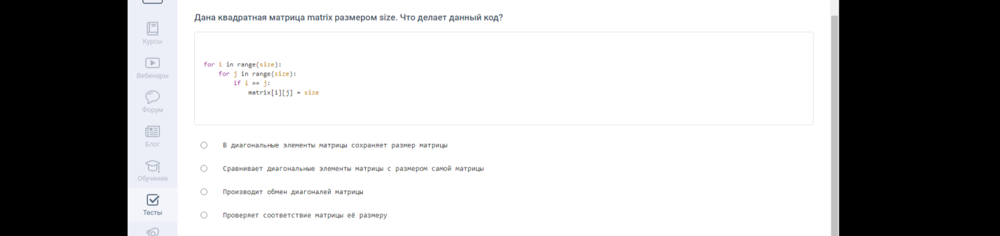 Дана квадратная матрица matrix размером size. Что делает данный код?
Курсы
Вебинары
Форум
Блог
Обучение
Тесты
for i in range(size):
    for j in range(size):
        if i == j:
            matrix[i][j] = size
В диагональные элементы матрицы сохраняет размер матрицы
Сравнивает диагональные элементы матрицы с размером самой матрицы
Производит обмен диагоналей матрицы
Проверяет соответствие матрицы её размеру